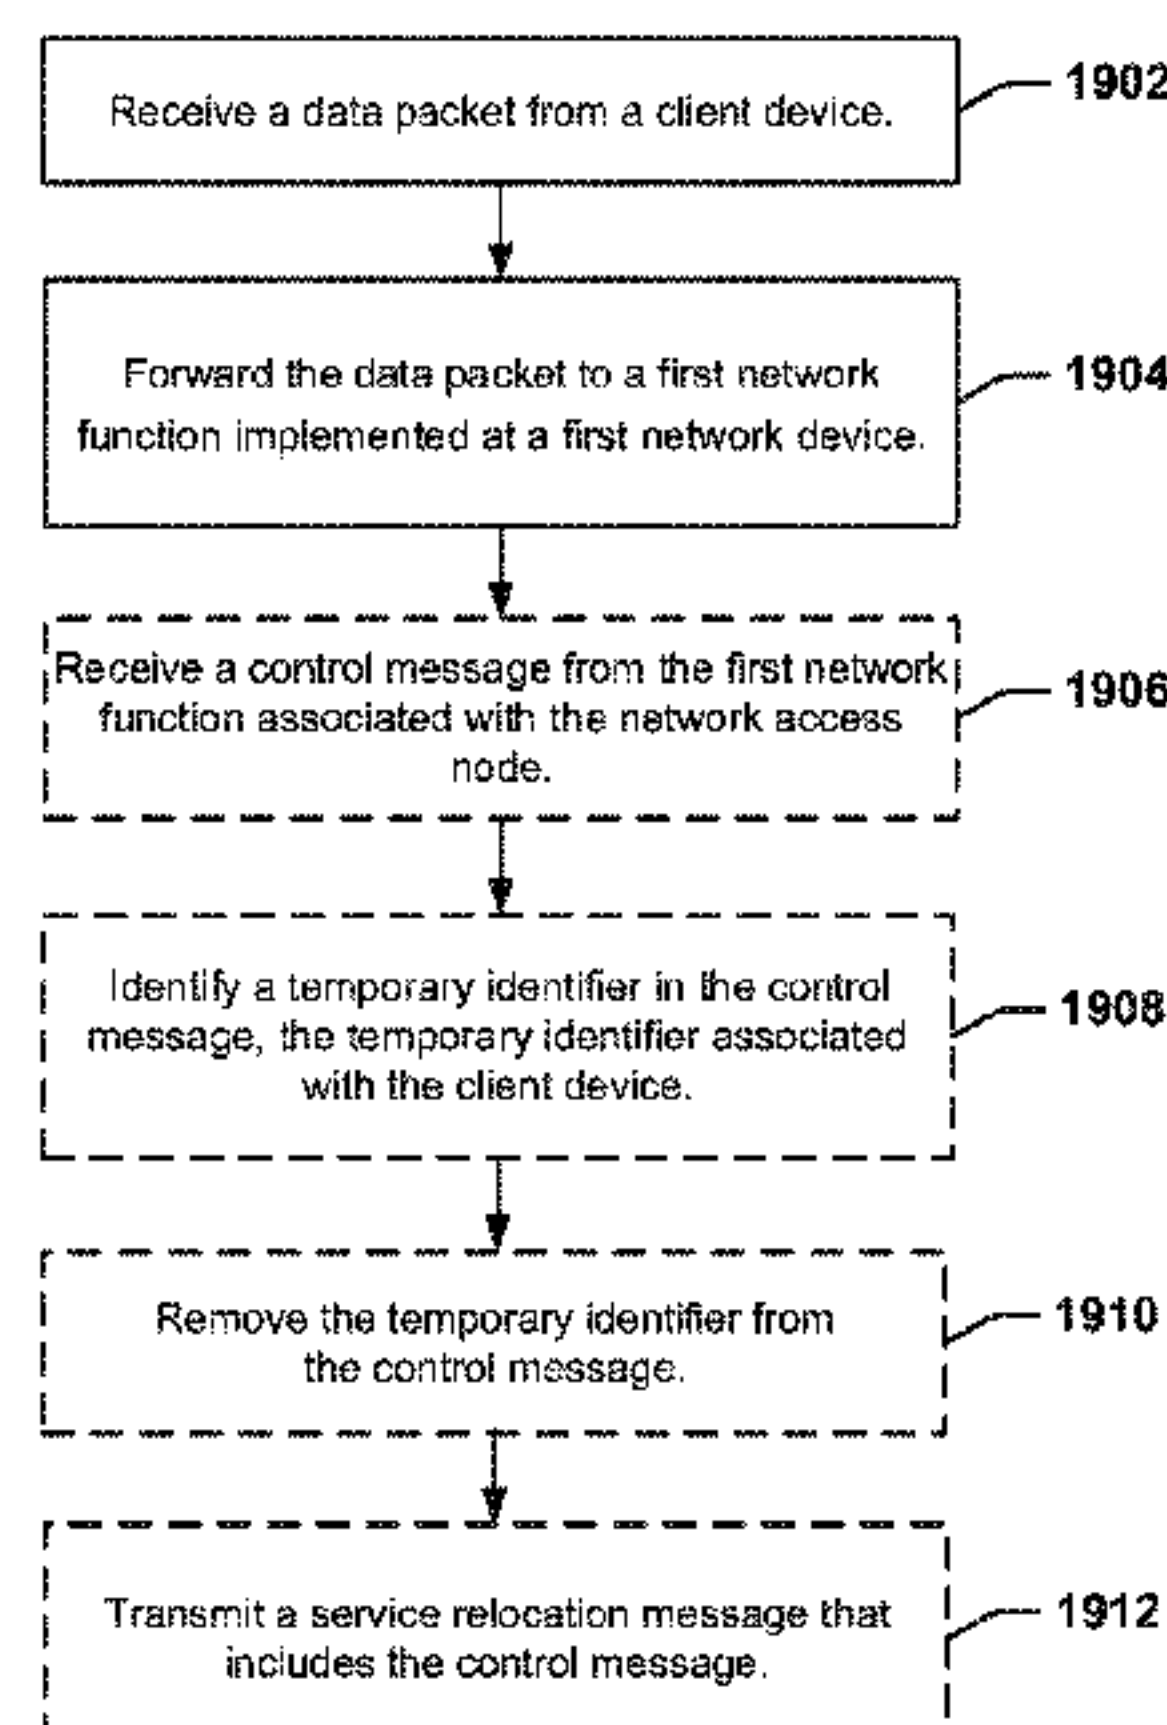 Receive a data packet from a client device.
1902
Forward the data packet to a first network
function implemented at a first network device.
1904
Receive a control message from the first network
function associated with the network access
node.
1906
Identify a temporary identifier in the control
message, the temporary identifier associated
with the client device.
1908
Remove the temporary identifier from
the control message.
1910
Transmit a service relocation message that
includes the control message.
1912